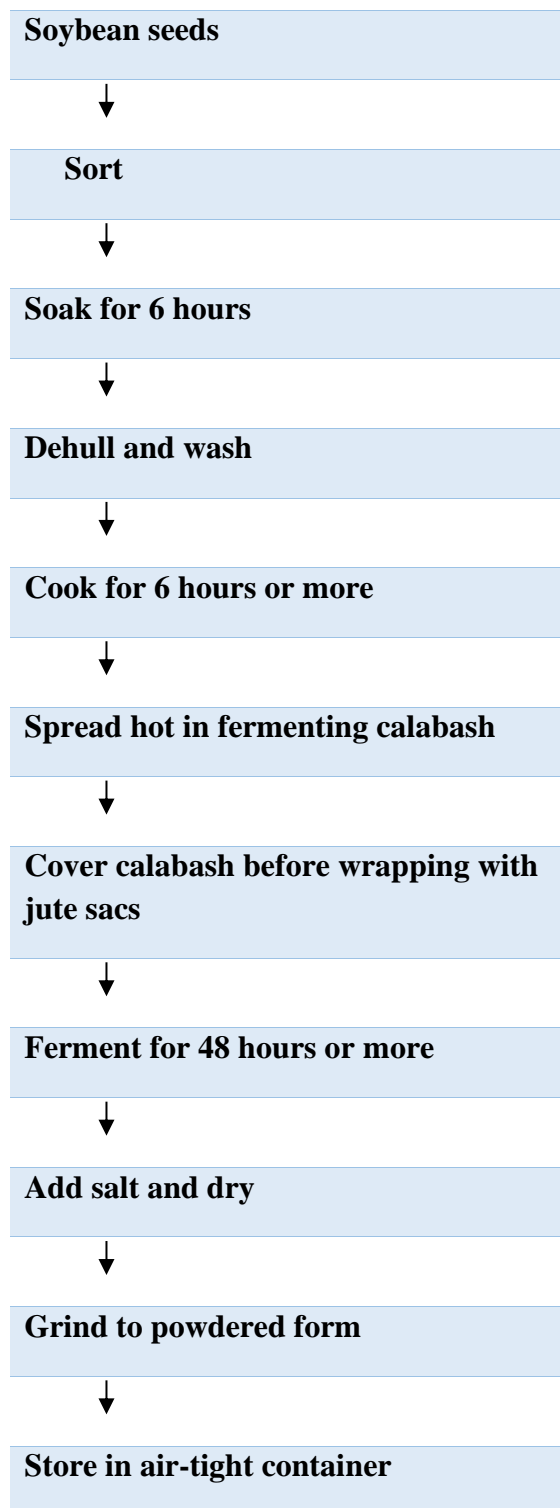 Soybean seeds
Sort
Soak for 6 hours
Dehull and wash
Cook for 6 hours or more
Spread hot in fermenting calabash
Cover calabash before wrapping with
jute sacs
Ferment for 48 hours or more
Add salt and dry
Grind to powdered form
Store in air-tight container